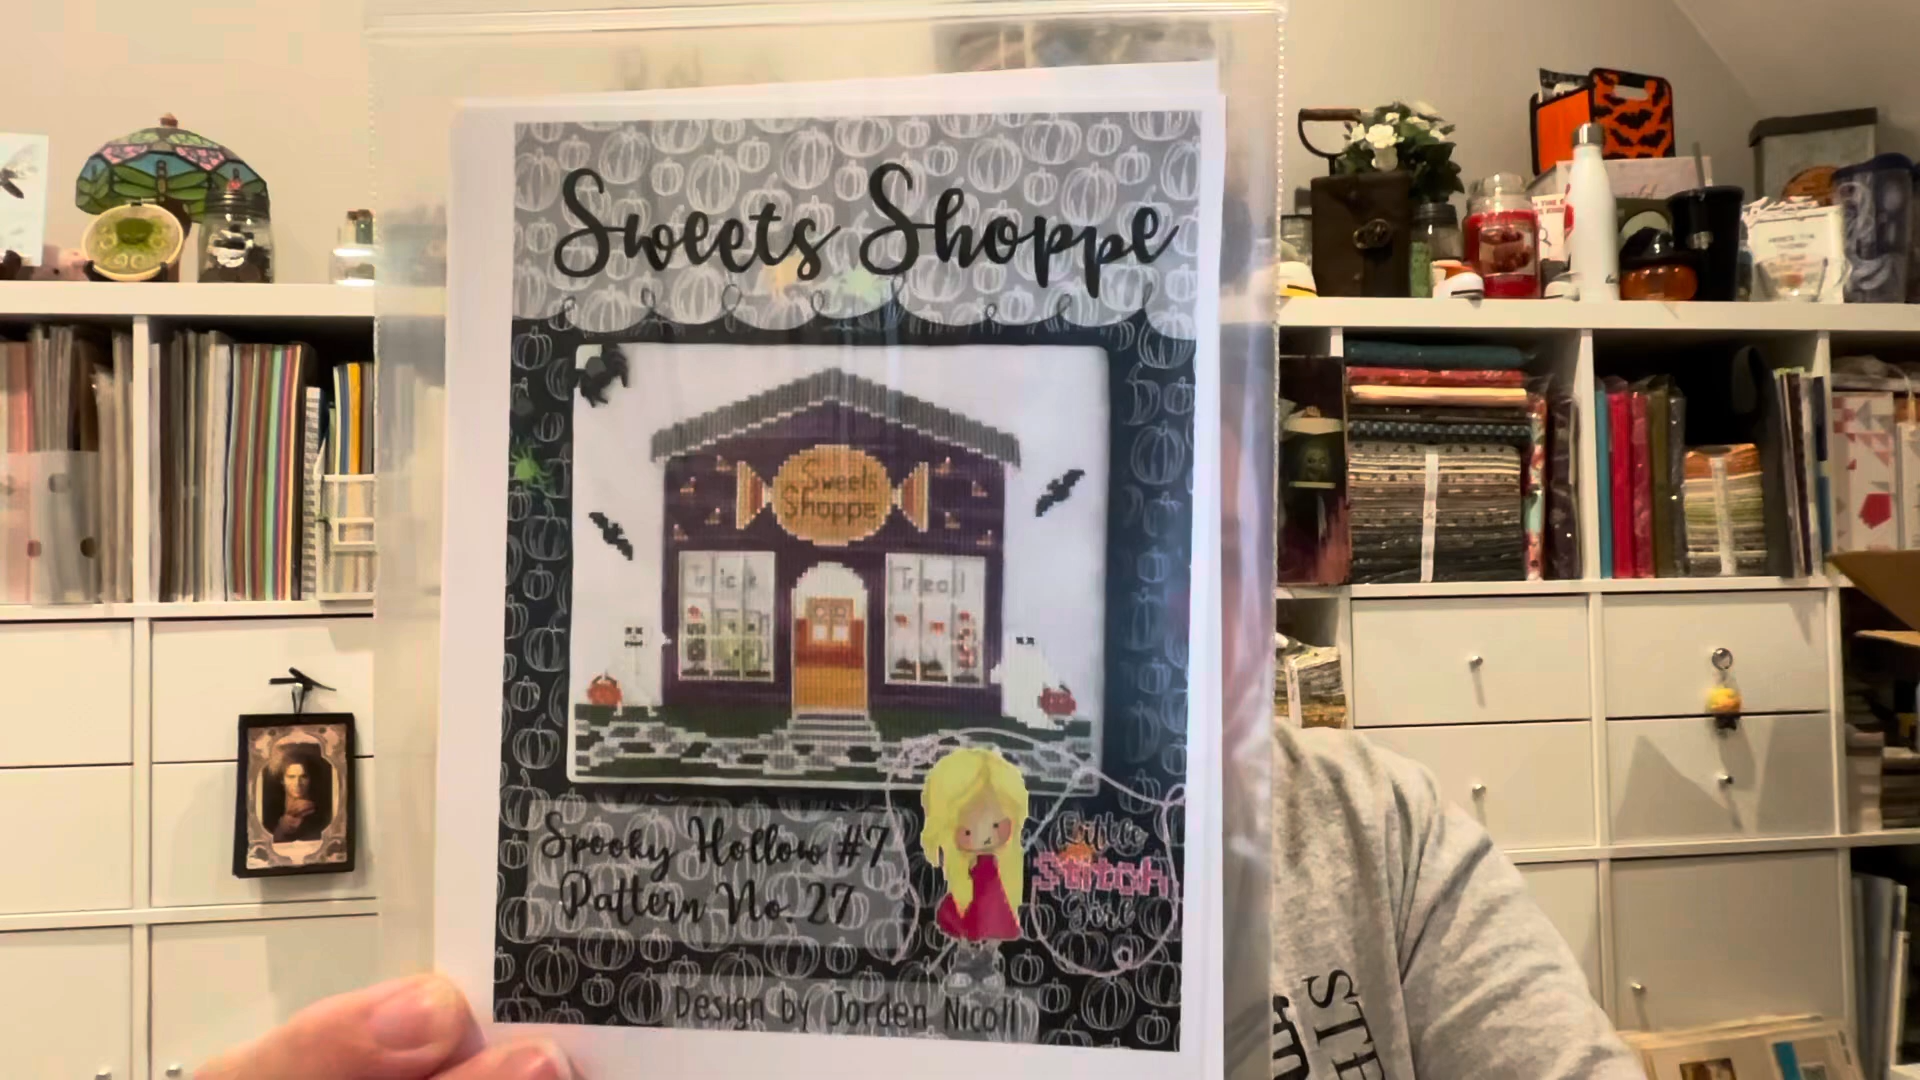 Sweets Shoppe
Sweets
Shoppe
Trick
Treat
Spooky Hollow #7
Pattern No. 27
Little
Stitch
Girl
Design by Jorden Nicoll